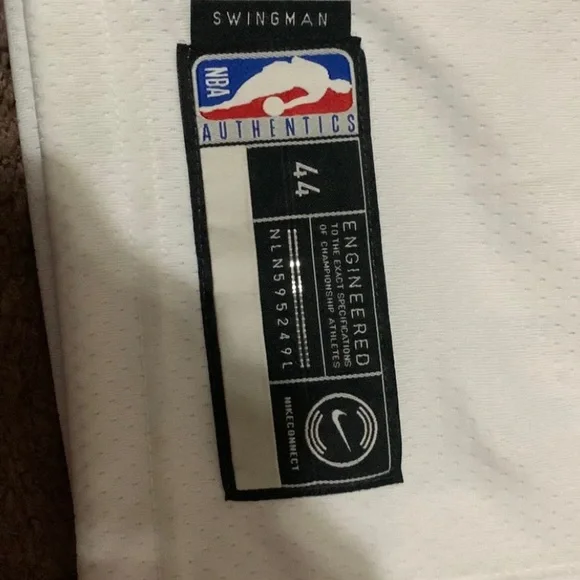 SWINGMAN
NBA
AUTHENTICS
44
ENGINEERED
TO THE EXACT SPECIFICATIONS
OF CHAMPIONSHIP ATHLETES
NLN595249L
NIKECONNECT